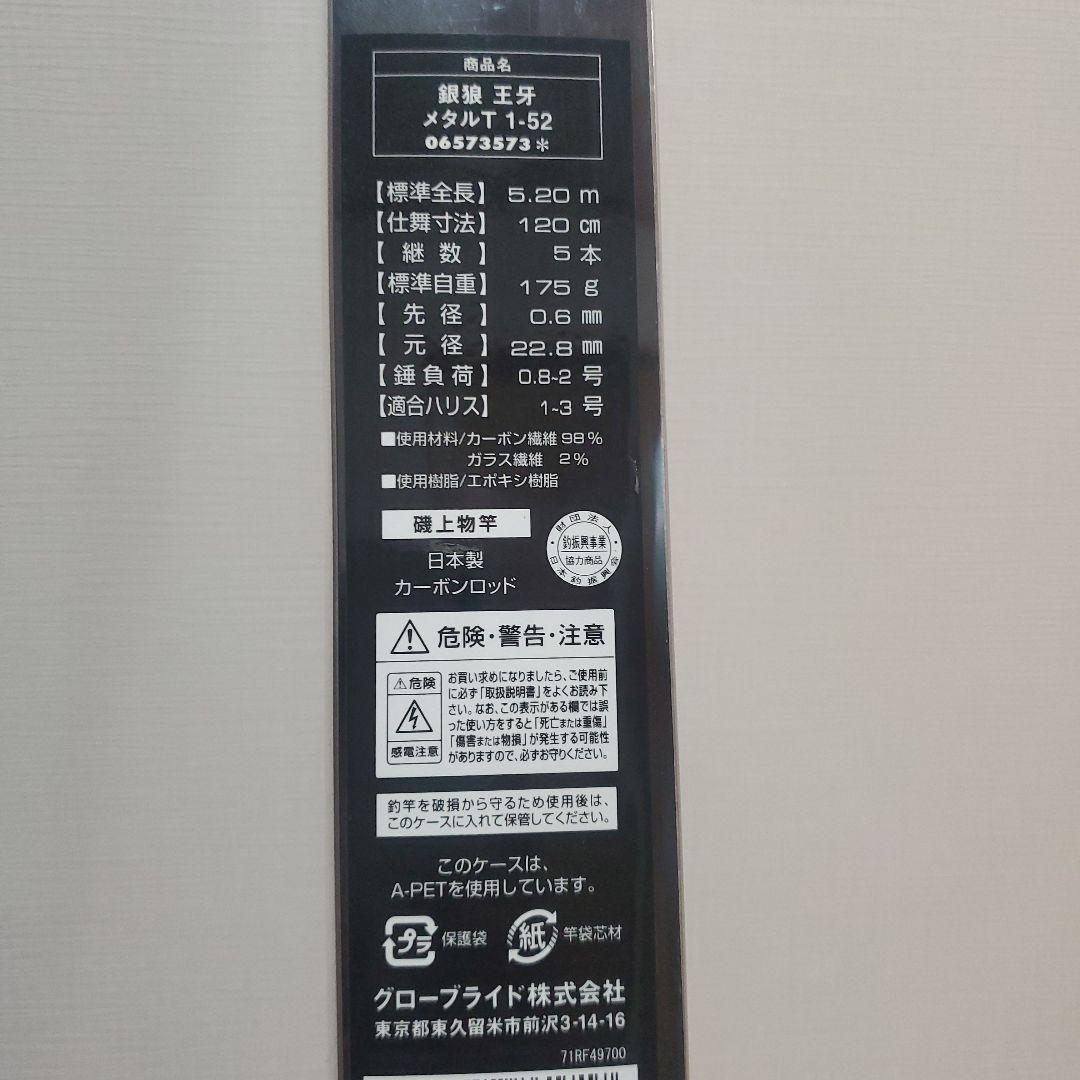 商品名
銀狼 王牙
メタルT 1-52
06573573＊
【標準全長】 5.20 m
【仕舞寸法】 120 cm
【 継 数 】 5 本
【標準自重】 175 g
【 先 径 】 0.6 mm
【 元 径 】 22.8 mm
【錘負荷】 0.8~2 号
【適合ハリス】 1~3 号
■使用材料/カーボン繊維 98%
ガラス繊維 2%
■使用樹脂/エポキシ樹脂
磯上物竿
日本製
カーボンロッド
財団法人
釣振興事業
協力商品
日本釣振興会
⚠危険・警告・注意
⚠危険
感電注意
お買い求めになりましたら、ご使用前
に必ず「取扱説明書」をよくお読み下
さい。なお、この表示がある欄では誤
った使い方をすると「死亡または重傷」
「傷害または物損」が発生する可能性
がありますので、必ずお守りください。
釣竿を破損から守るため使用後は、
このケースに入れて保管してください。
このケースは、
A-PETを使用しています。
プラ 保護袋 紙 竿袋芯材
グローブライド株式会社
東京都東久留米市前沢3-14-16
71RF49700